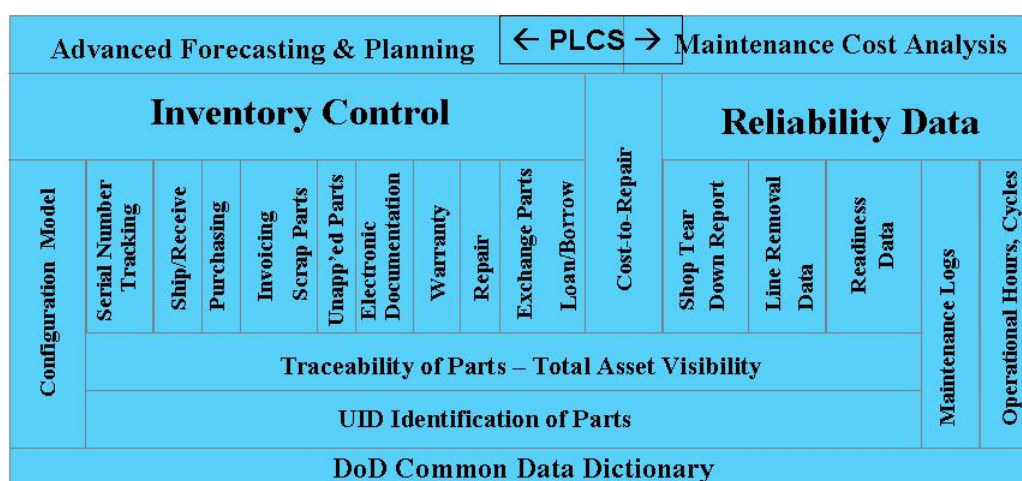 Advanced Forecasting & Planning
← PLCS →
Maintenance Cost Analysis
Inventory Control
Reliability Data
Configuration Model
Serial Number
Tracking
Ship/Receive
Purchasing
Invoicing
Scrap Parts
Unapp'ed Parts
Electronic
Documentation
Warranty
Repair
Exchange Parts
Loan/Borrow
Cost-to-Repair
Shop Tear
Down Report
Line Removal
Data
Readiness
Data
Maintenance Logs
Operational Hours, Cycles
Traceability of Parts – Total Asset Visibility
UID Identification of Parts
DoD Common Data Dictionary